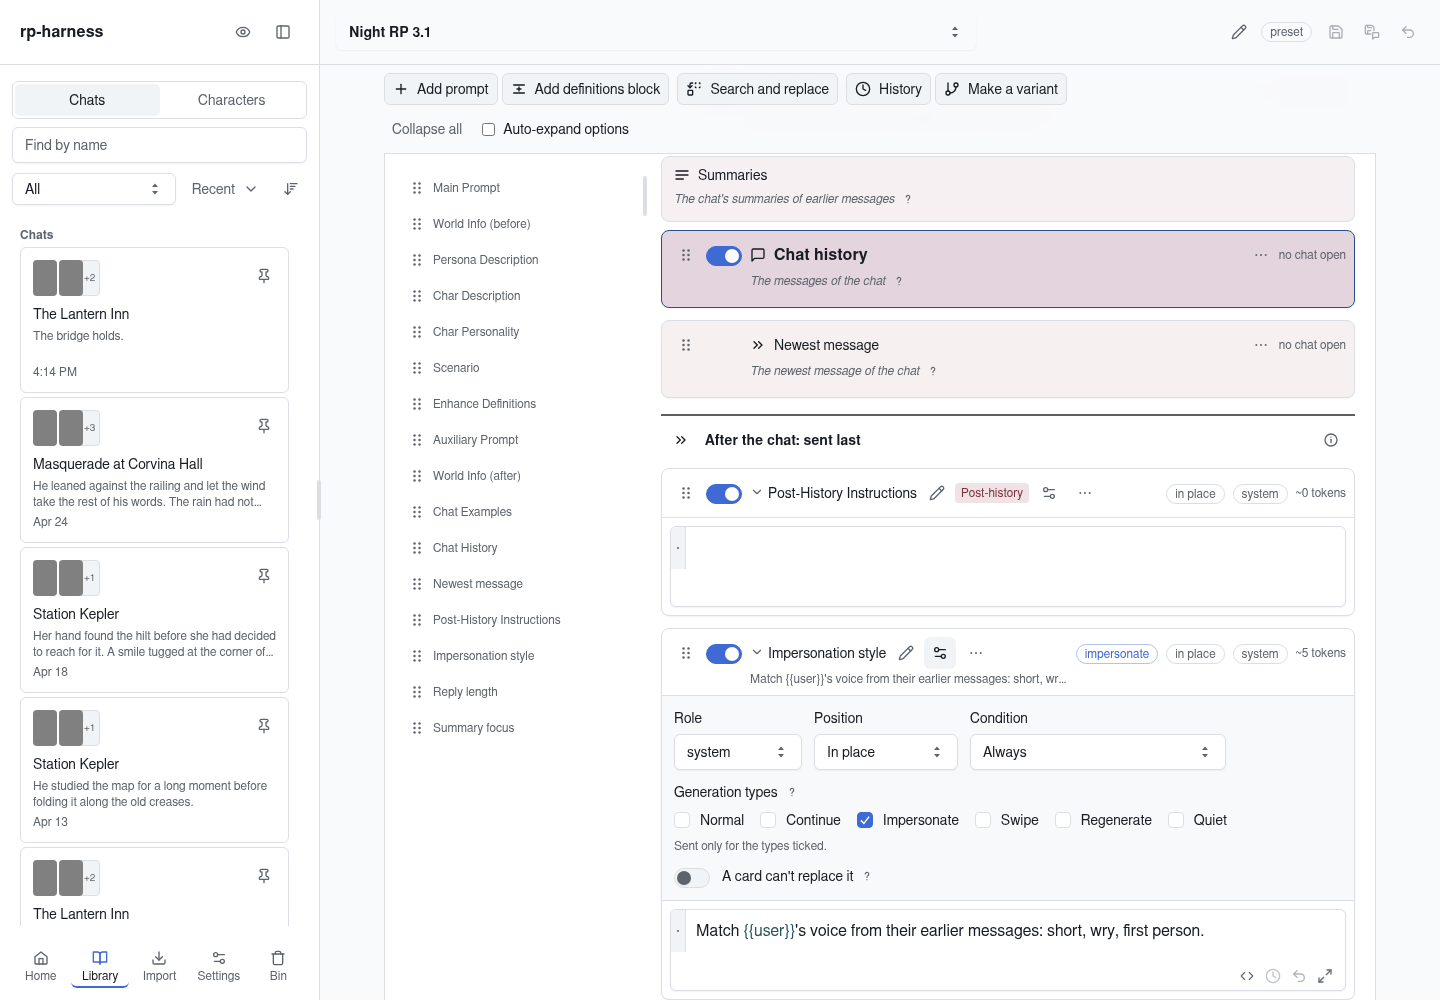 rp-harness
Night RP 3.1
preset
Chats
Characters
Find by name
All
Recent
Chats
+2
The Lantern Inn
The bridge holds.
4:14 PM
+3
Masquerade at Corvina Hall
He leaned against the railing and let the wind
take the rest of his words. The rain had not...
Apr 24
+1
Station Kepler
Her hand found the hilt before she had decided
to reach for it. A smile tugged at the corner of...
Apr 18
+1
Station Kepler
He studied the map for a long moment before
folding it along the old creases.
Apr 13
+2
The Lantern Inn
Home
Library
Import
Settings
Bin
Add prompt
Add definitions block
Search and replace
History
Make a variant
Collapse all
Auto-expand options
Main Prompt
World Info (before)
Persona Description
Char Description
Char Personality
Scenario
Enhance Definitions
Auxiliary Prompt
World Info (after)
Chat Examples
Chat History
Newest message
Post-History Instructions
Impersonation style
Reply length
Summary focus
Summaries
The chat's summaries of earlier messages ?
Chat history
no chat open
The messages of the chat ?
Newest message
no chat open
The newest message of the chat ?
After the chat: sent last
Post-History Instructions
Post-history
in place
system
~0 tokens
Impersonation style
impersonate
in place
system
~5 tokens
Match {{user}}'s voice from their earlier messages: short, wr...
Role
Position
Condition
system
In place
Always
Generation types ?
Normal
Continue
Impersonate
Swipe
Regenerate
Quiet
Sent only for the types ticked.
A card can't replace it ?
Match {{user}}'s voice from their earlier messages: short, wry, first person.